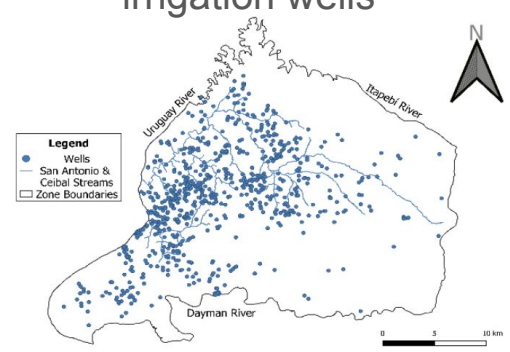 Irrigation wells
N
Uruguay River
Itapebí River
Legend
Wells
San Antonio &
Ceibal Streams
Zone Boundaries
Dayman River
0 5 10 km